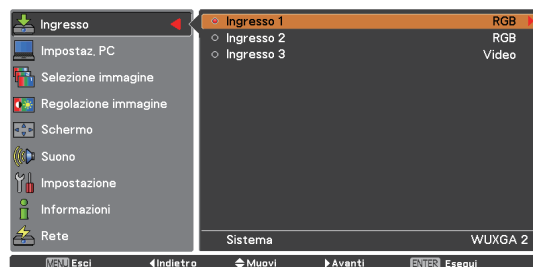 Ingresso
Impostaz. PC
Selezione immagine
Regolazione immagine
Schermo
Suono
Impostazione
Informazioni
Rete
Ingresso 1 RGB
Ingresso 2 RGB
Ingresso 3 Video
Sistema WUXGA 2
MENU Esci Indietro Muovi Avanti ENTER Esegui